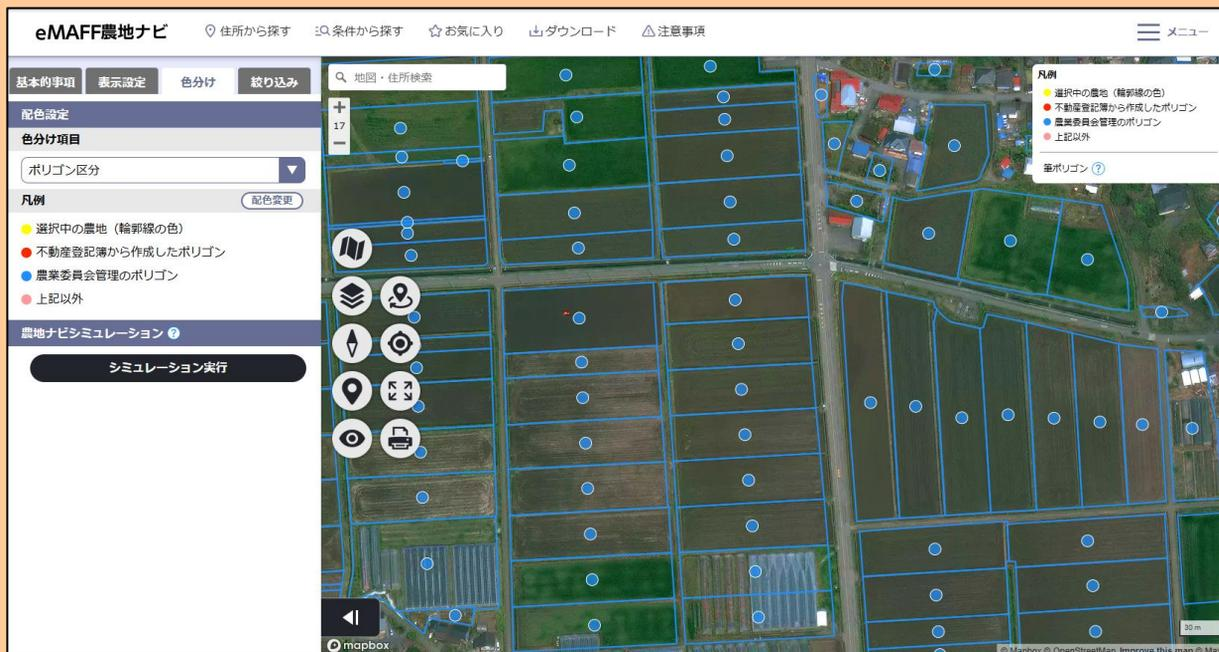 eMAFF農地ナビ
住所から探す
条件から探す
お気に入り
ダウンロード
注意事項
メニュー
基本的事項
表示設定
色分け
絞り込み
配色設定
色分け項目
ポリゴン区分
凡例
配色変更
選択中の農地（輪郭線の色）
不動産登記簿から作成したポリゴン
農業委員会管理のポリゴン
上記以外
農地ナビシミュレーション ?
シミュレーション実行
地図・住所検索
+
17
−
凡例
選択中の農地（輪郭線の色）
不動産登記簿から作成したポリゴン
農業委員会管理のポリゴン
上記以外
筆ポリゴン ?
30 m
mapbox
© Mapbox © OpenStreetMap Improve this map © Ma